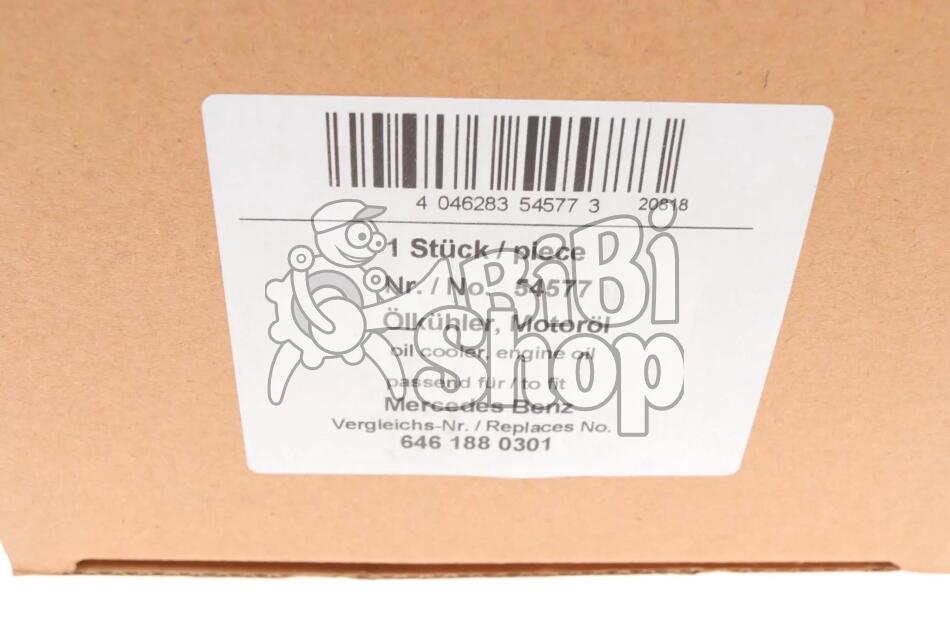 4 046283 54577 3 20818
1 Stück / piece
Nr. / No. 54577
Ölkühler, Motoröl
oil cooler, engine oil
passend für / to fit
Mercedes Benz
Vergleichs-Nr. / Replaces No.
646 188 0301
ARiBi
Shop